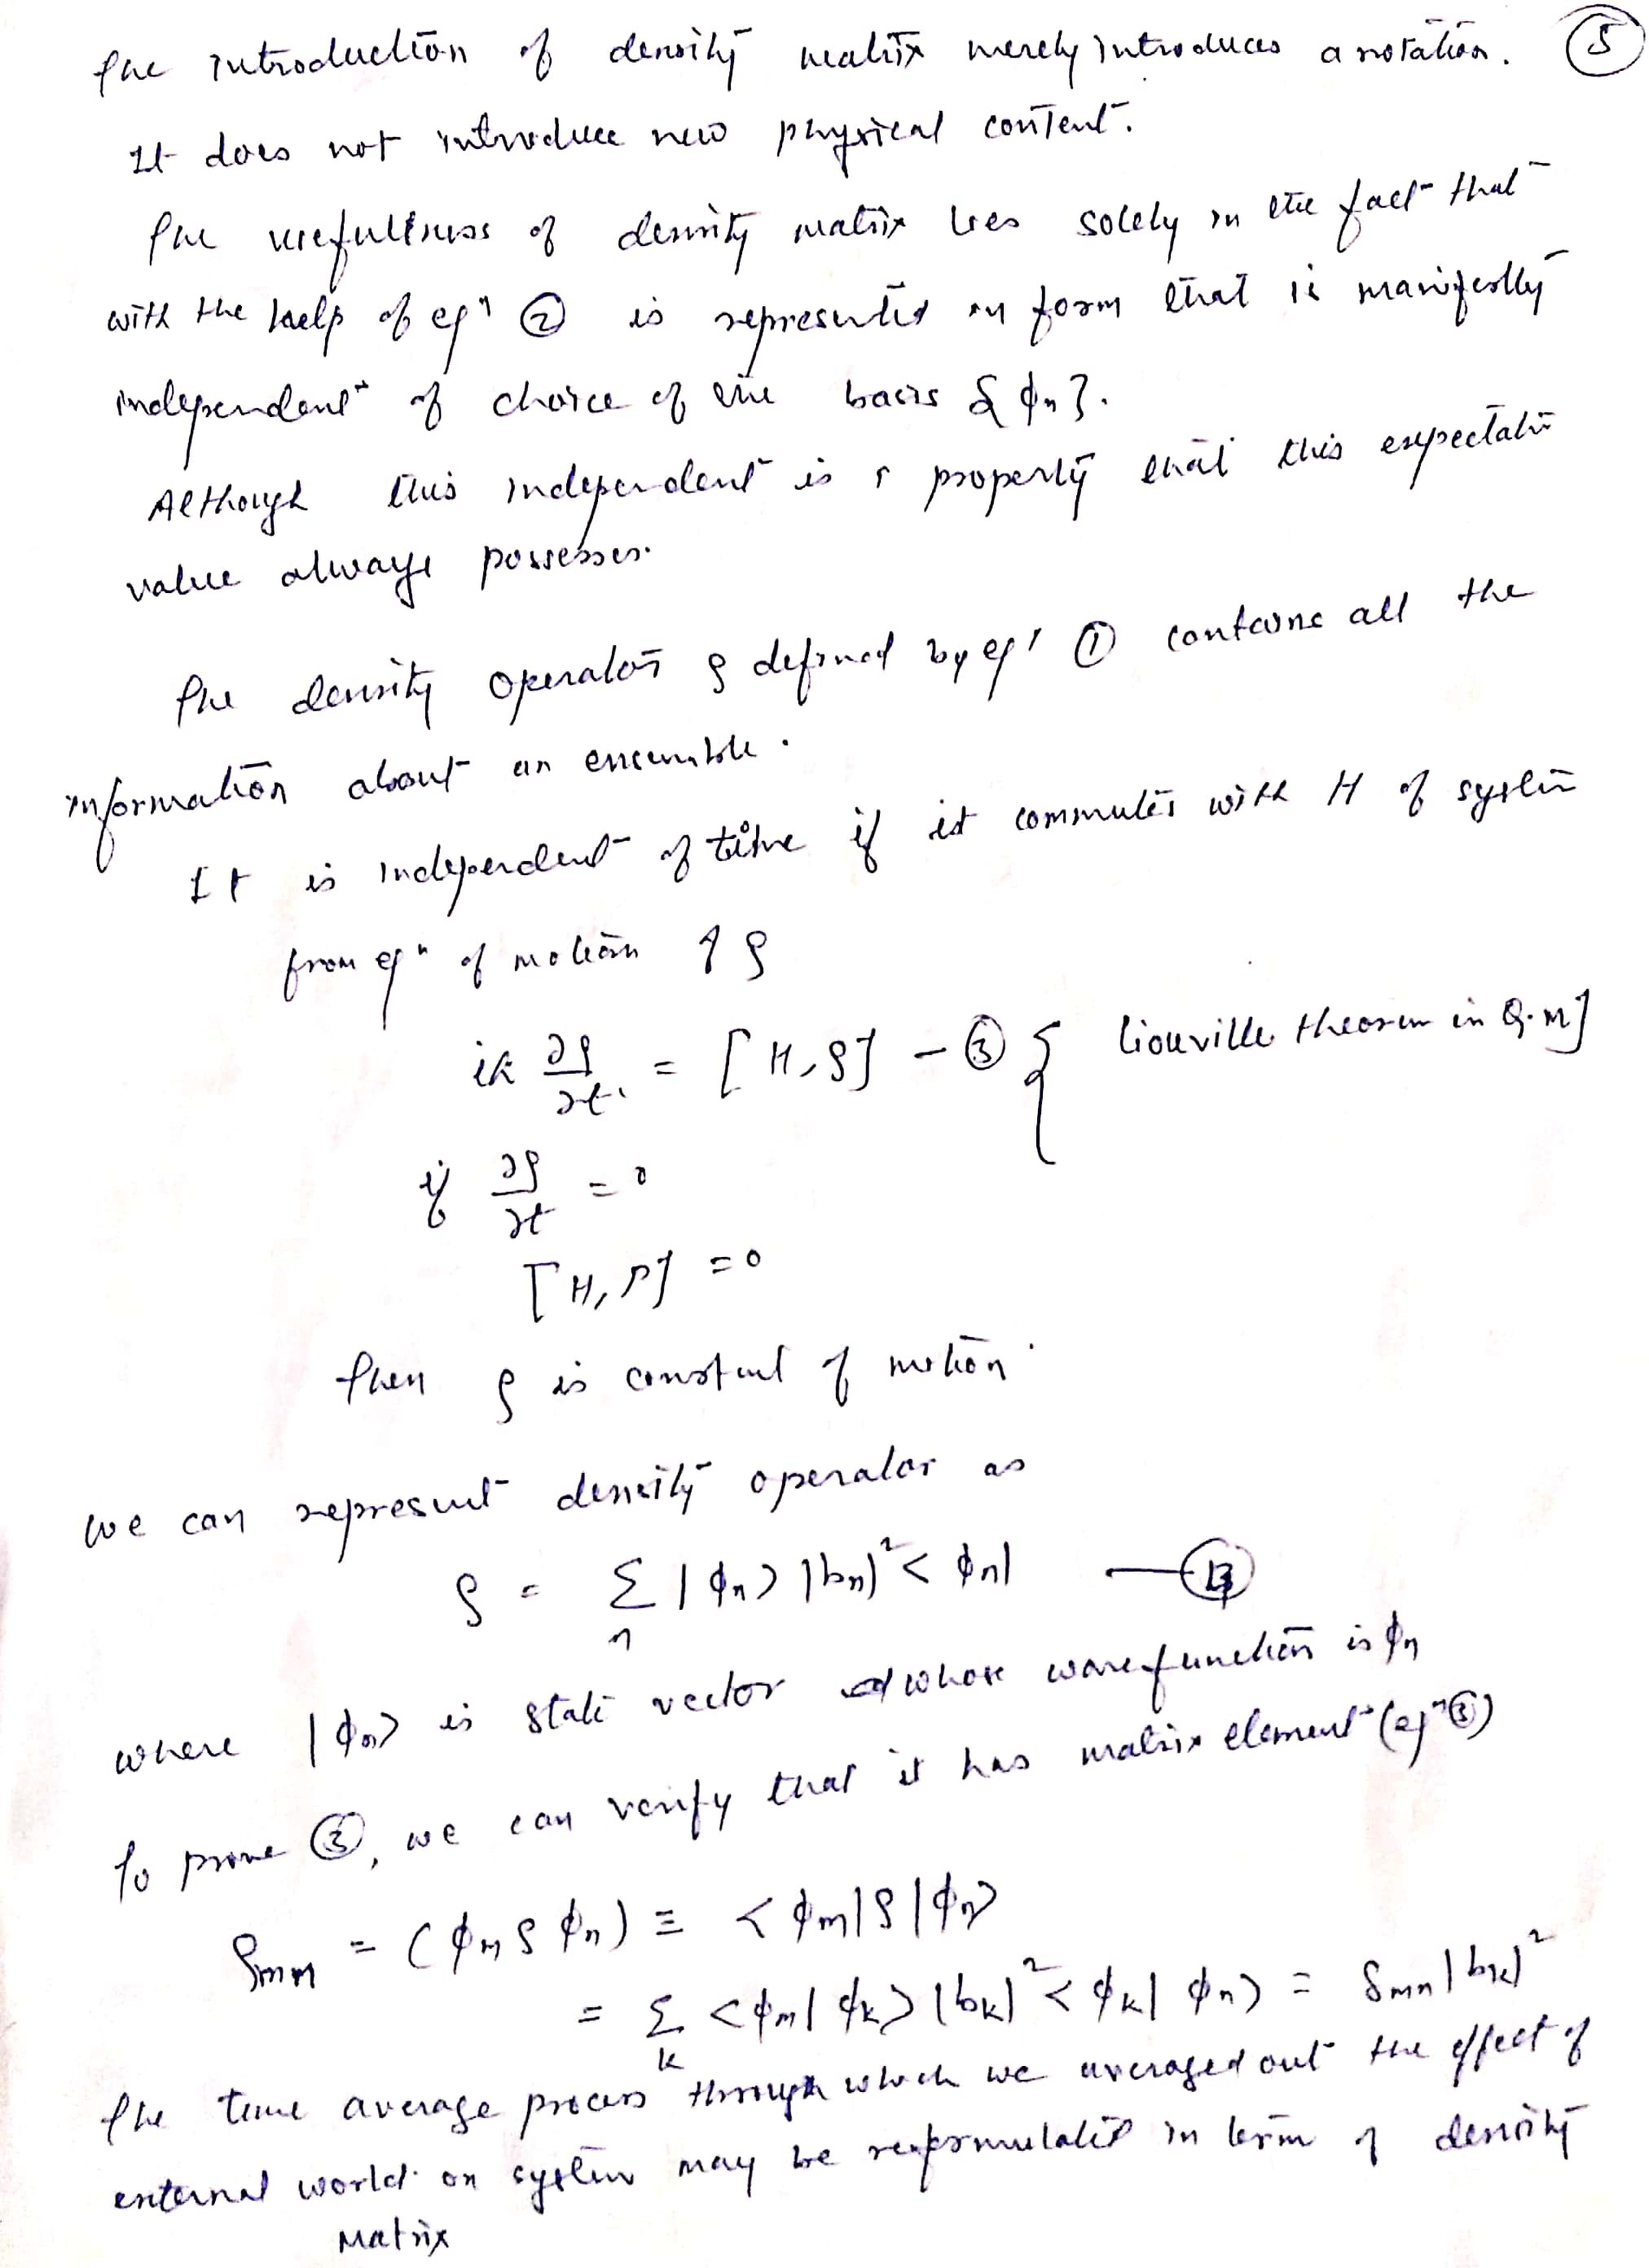 The introduction of density matrix merely introduces a notation. ⑤
It does not introduce new physical content.
The usefullness of density matrix lies solely in the fact that
with the help of eqⁿ ② is represented in form that is manifestly
independent of choice of the basis {ϕn}.
Although this independent is a property that this expectatn
value always possesses.
The density operator ρ defined by eqⁿ ① contains all the
information about an ensemble.
It is independent of time if it commutes with H of system
from eqⁿ of motion of ρ
iħ ∂ρ/∂t = [H, ρ] – ③ { liouville theorem in Q.M]
if ∂ρ/∂t = 0
[H, ρ] = 0
Then ρ is constant of motion.
we can represent density operator as
ρ = Σn |ϕn> |bn|² < ϕn| —
where |ϕn> is state vector whose wavefunction is ϕn
To prove ③, we can verify that it has matrix element (eqⁿ ③)
ρmn = (ϕm ρ ϕn) ≡ < ϕm|ρ|ϕn>
= Σk <ϕm| ϕk> |bk|² < ϕk| ϕn> = δmn |bk|²
The time average process through which we averaged out the effect of
external world on system may be reformulated in term of density
Matrix